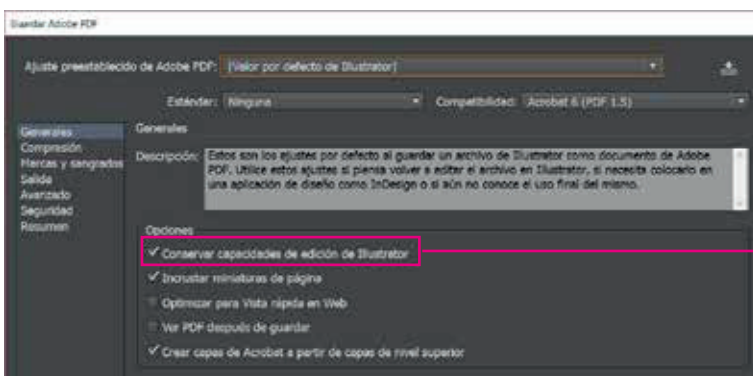 Guardar Adobe PDF
Ajuste preestablecido de Adobe PDF: [Valor por defecto de Illustrator]
Estándar: Ninguna Compatibilidad: Acrobat 6 (PDF 1.5)
Generales
Compresión
Marcas y sangrados
Salida
Avanzado
Seguridad
Resumen
Generales
Descripción: Estos son los ajustes por defecto al guardar un archivo de Illustrator como documento de Adobe
PDF. Utilice estos ajustes si piensa volver a editar el archivo en Illustrator, si necesita colocarlo en
una aplicación de diseño como InDesign o si aún no conoce el uso final del mismo.
Opciones
Conservar capacidades de edición de Illustrator
Incrustar miniaturas de página
Optimizar para Vista rápida en Web
Ver PDF después de guardar
Crear capas de Acrobat a partir de capas de nivel superior